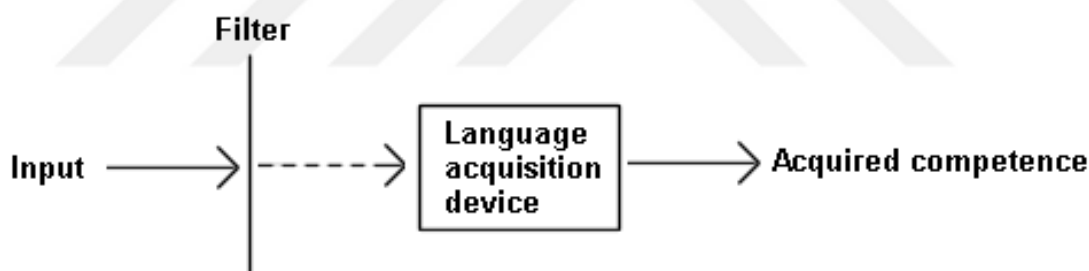 Filter
Input
Language
acquisition
device
Acquired competence